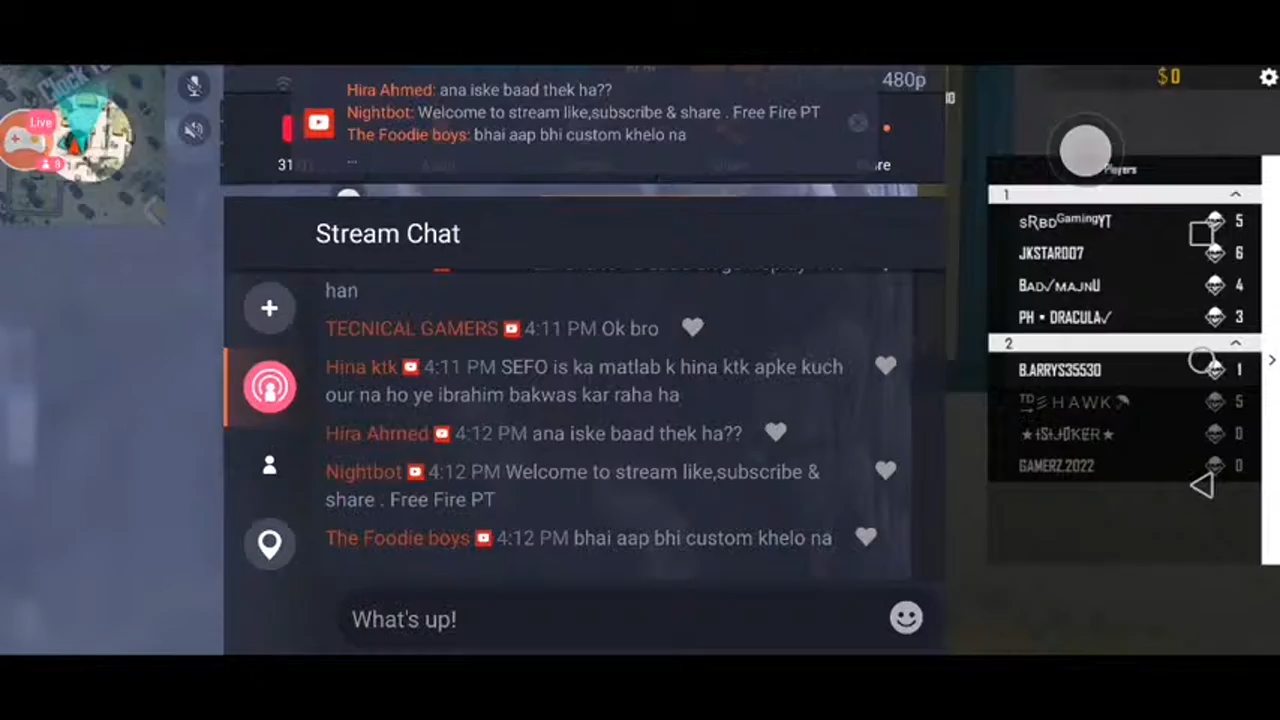 Clock
Live
8
Hira Ahmed: ana iske baad thek ha??
Nightbot: Welcome to stream like,subscribe & share . Free Fire PT
The Foodie boys: bhai aap bhi custom khelo na
480p
$0
Stream Chat
han
TECNICAL GAMERS 4:11 PM Ok bro
Hina ktk 4:11 PM SEFO is ka matlab k hina ktk apke kuch
our na ho ye ibrahim bakwas kar raha ha
Hira Ahmed 4:12 PM ana iske baad thek ha??
Nightbot 4:12 PM Welcome to stream like,subscribe &
share . Free Fire PT
The Foodie boys 4:12 PM bhai aap bhi custom khelo na
What's up!
Players
1
sRBDGamingYT 5
JKSTAR007 6
BAD✓MAJNU 4
PH • DRACULA✓ 3
2
B.ARRYS35530 1
TD HAWK 5
0
GAMERZ.2022 0